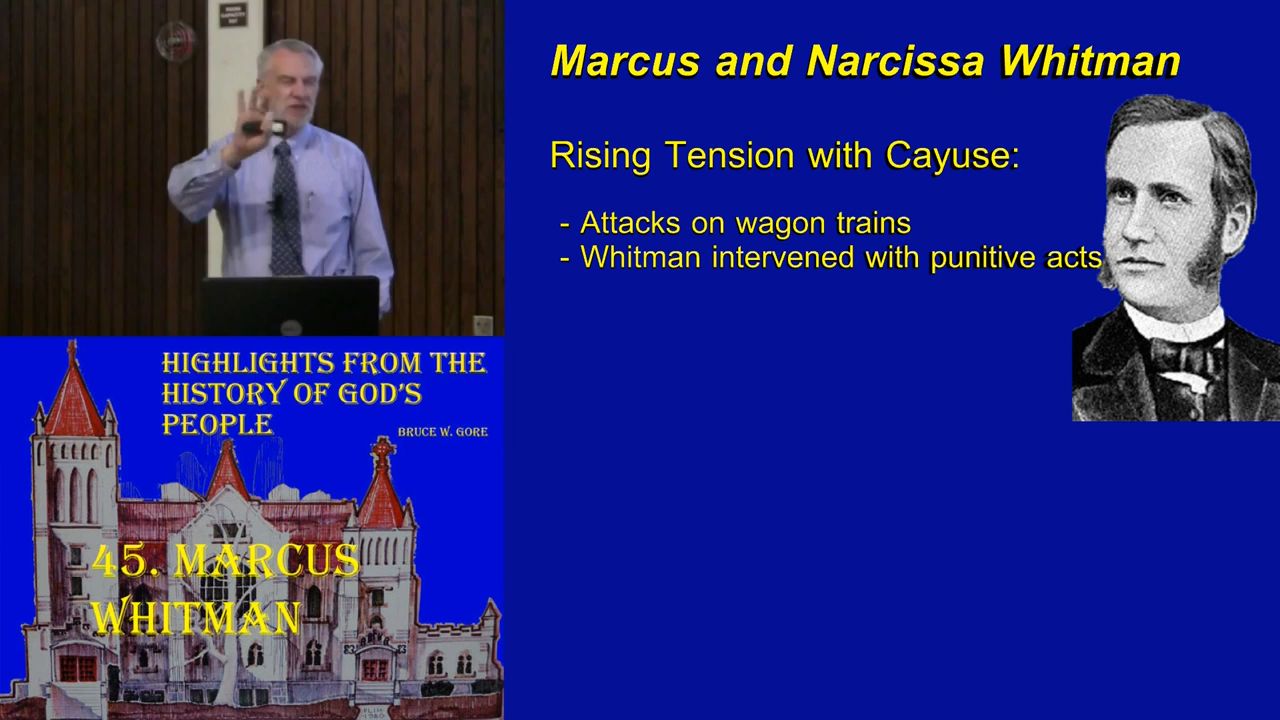 Marcus and Narcissa Whitman
Rising Tension with Cayuse:
- Attacks on wagon trains
- Whitman intervened with punitive acts
HIGHLIGHTS FROM THE
HISTORY OF GOD'S
PEOPLE
BRUCE W. GORE
45. MARCUS
WHITMAN
DELL